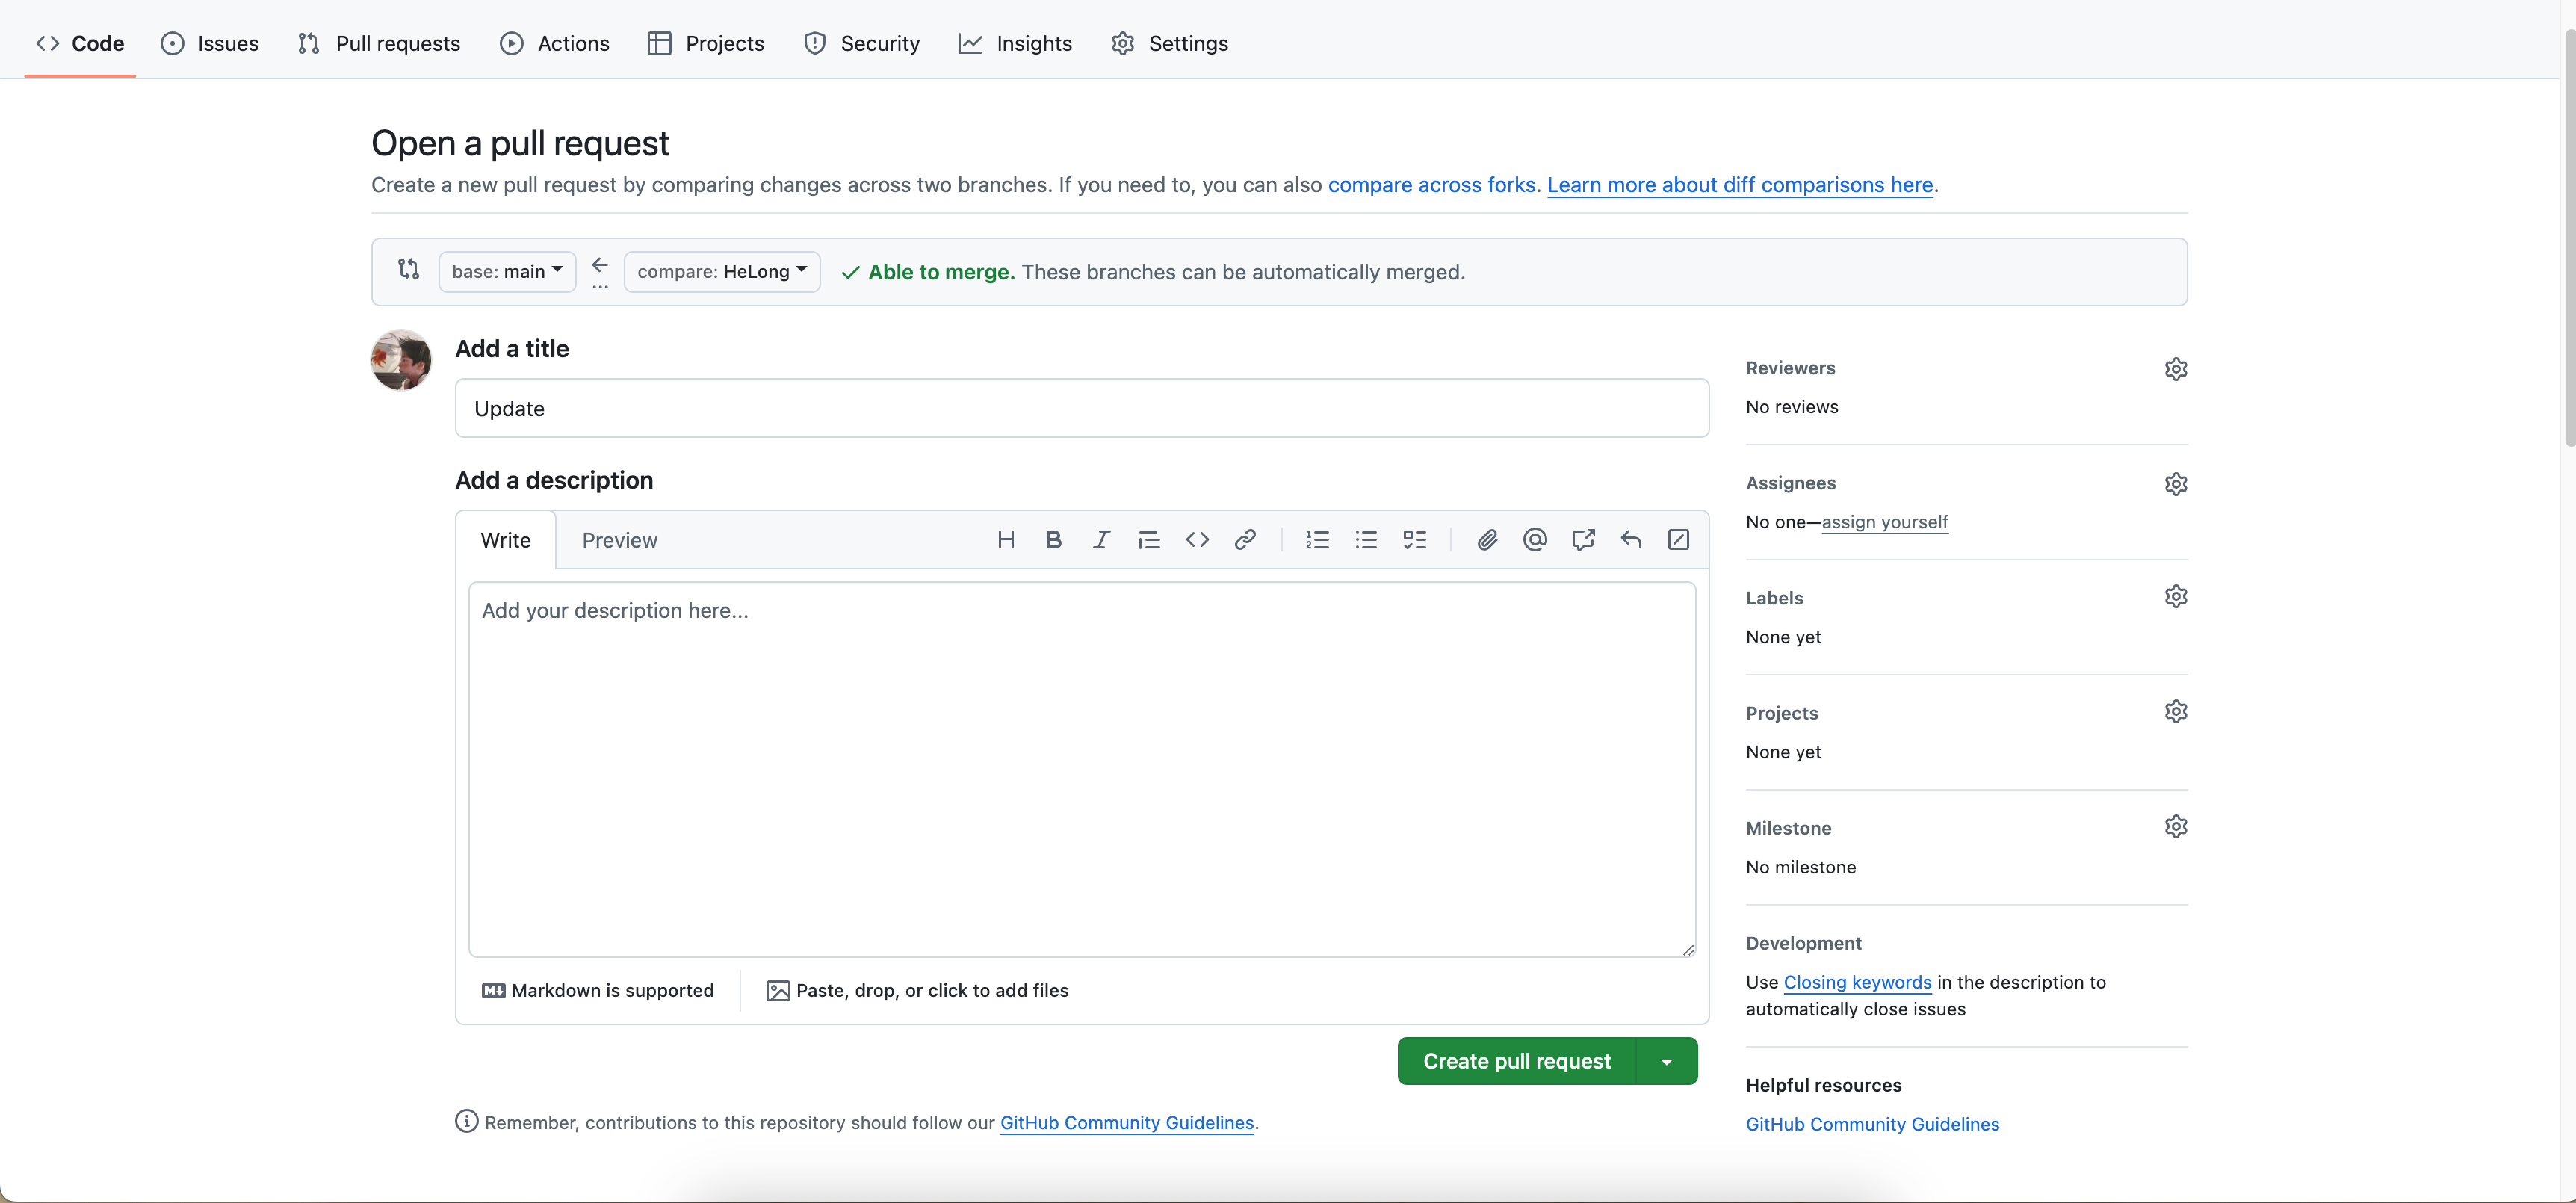 Code Issues Pull requests Actions Projects Security Insights Settings
Open a pull request
Create a new pull request by comparing changes across two branches. If you need to, you can also compare across forks. Learn more about diff comparisons here.
base: main ... compare: HeLong Able to merge. These branches can be automatically merged.
Add a title
Update
Add a description
Write Preview
Add your description here...
Markdown is supported Paste, drop, or click to add files
Create pull request
Remember, contributions to this repository should follow our GitHub Community Guidelines.
Reviewers
No reviews
Assignees
No one—assign yourself
Labels
None yet
Projects
None yet
Milestone
No milestone
Development
Use Closing keywords in the description to
automatically close issues
Helpful resources
GitHub Community Guidelines